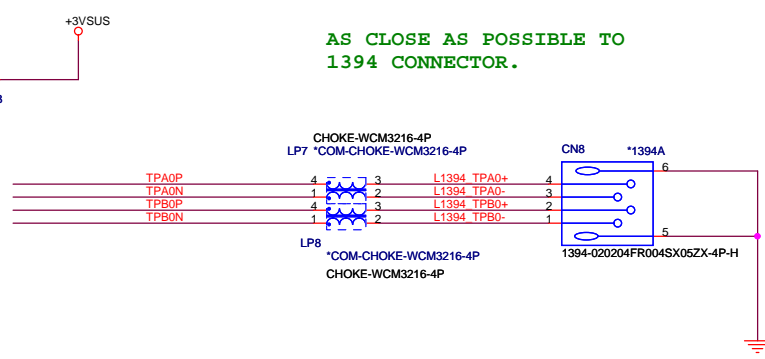 +3VSUS
AS CLOSE AS POSSIBLE TO
1394 CONNECTOR.
CHOKE-WCM3216-4P
LP7 *COM-CHOKE-WCM3216-4P
CN8 *1394A
6
TPA0P 4 3 L1394_TPA0+ 4
TPA0N 1 2 L1394_TPA0- 3
TPB0P 4 3 L1394_TPB0+ 2
TPB0N 1 2 L1394_TPB0- 1
5
LP8
*COM-CHOKE-WCM3216-4P
1394-020204FR004SX05ZX-4P-H
CHOKE-WCM3216-4P